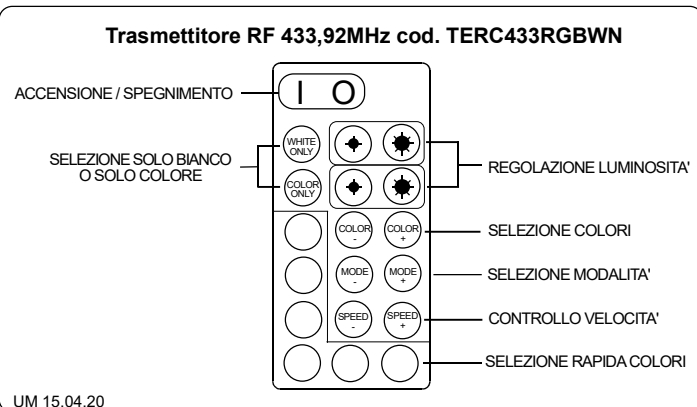 Trasmettitore RF 433,92MHz cod. TERC433RGBWN
ACCENSIONE / SPEGNIMENTO
I O
WHITE
ONLY
SELEZIONE SOLO BIANCO
O SOLO COLORE
COLOR
ONLY
REGOLAZIONE LUMINOSITA'
COLOR
-
COLOR
+
SELEZIONE COLORI
MODE
-
MODE
+
SELEZIONE MODALITA'
SPEED
-
SPEED
+
CONTROLLO VELOCITA'
SELEZIONE RAPIDA COLORI
UM 15.04.20